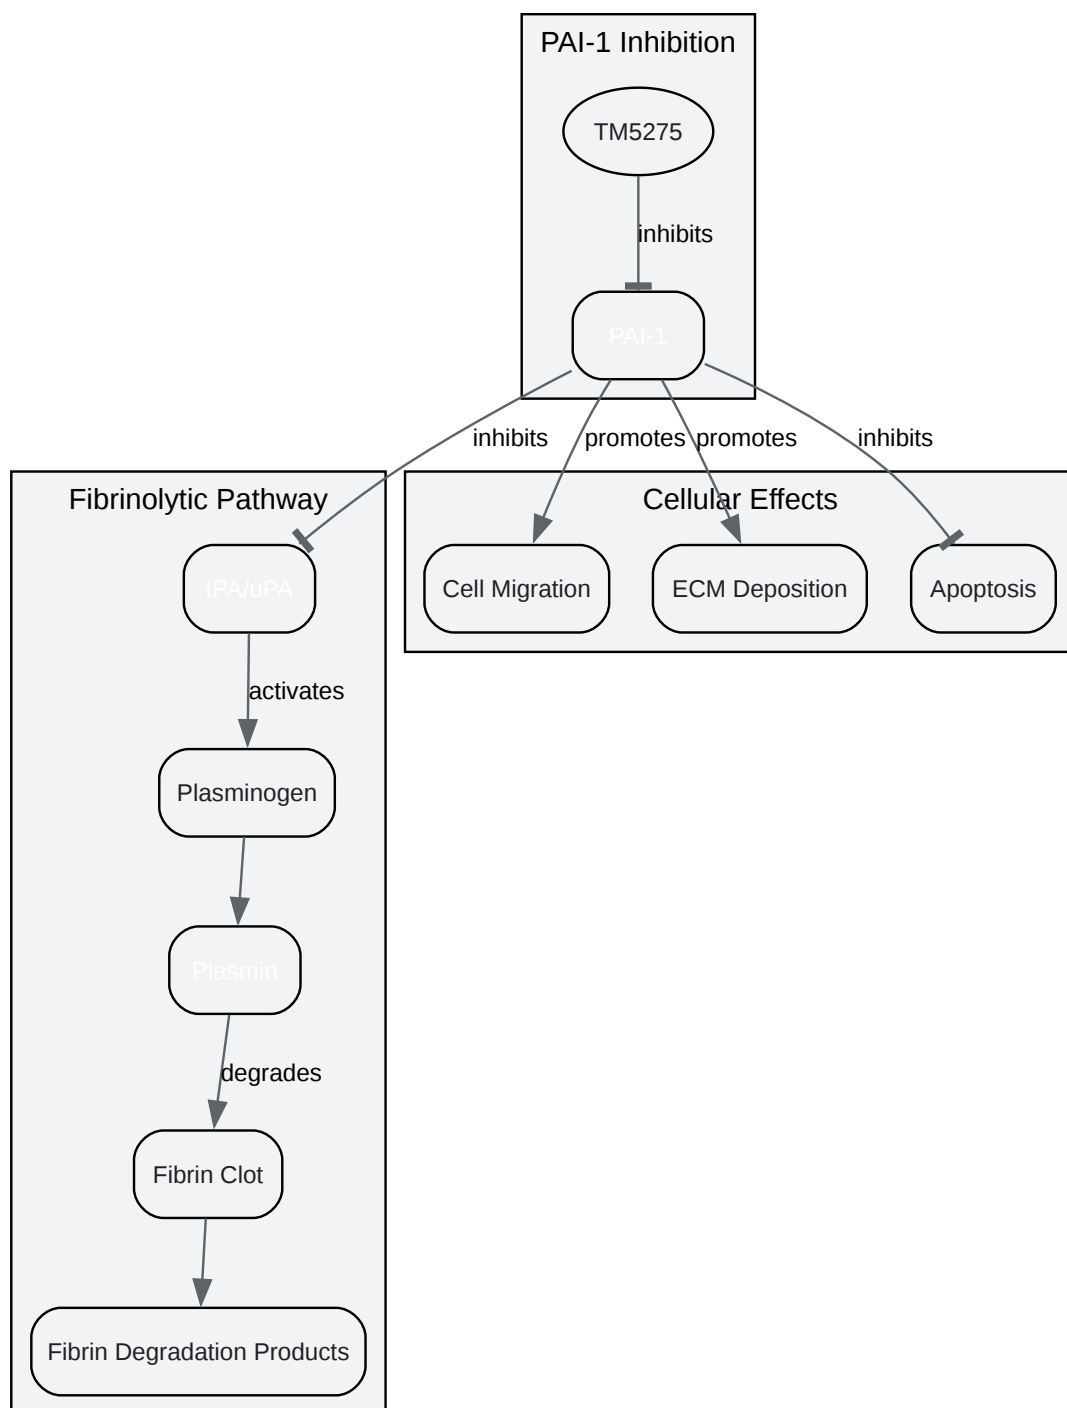 PAI-1 Inhibition
TM5275
inhibits
PAI-1
inhibits
promotes
promotes
inhibits
Fibrinolytic Pathway
tPA/uPA
activates
Plasminogen
Plasmin
degrades
Fibrin Clot
Fibrin Degradation Products
Cellular Effects
Cell Migration
ECM Deposition
Apoptosis